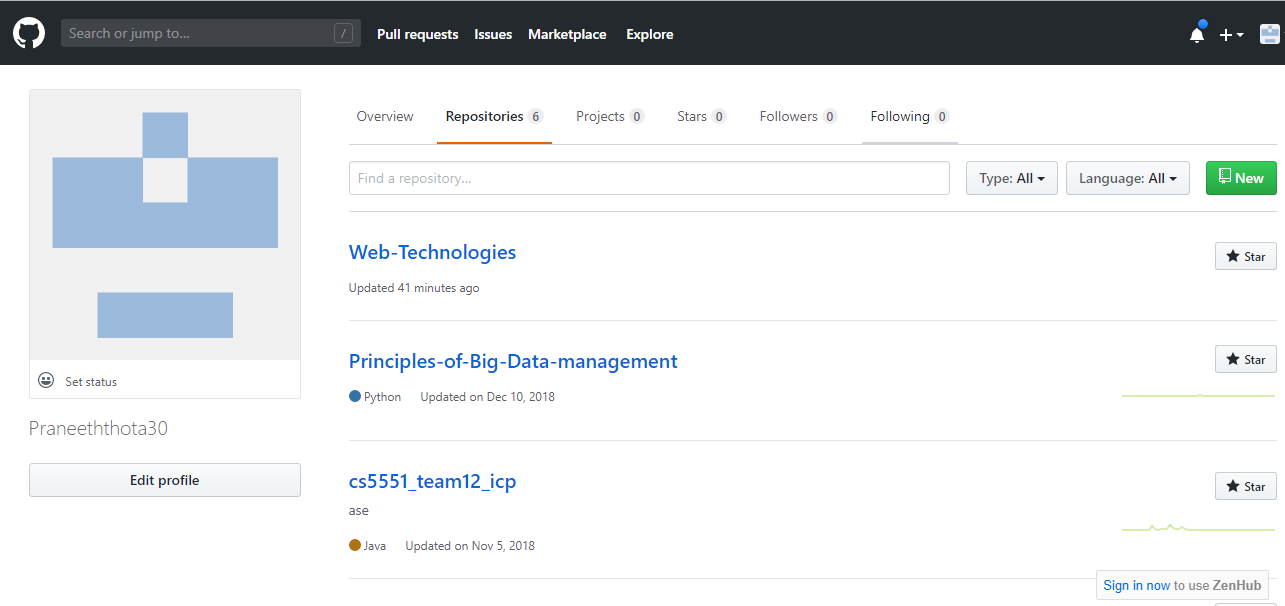 Search or jump to... / Pull requests Issues Marketplace Explore
Overview Repositories 6 Projects 0 Stars 0 Followers 0 Following 0
Find a repository... Type: All Language: All New
Web-Technologies Star
Updated 41 minutes ago
Principles-of-Big-Data-management Star
Python Updated on Dec 10, 2018
Set status
Praneeththota30
Edit profile
cs5551_team12_icp Star
ase
Java Updated on Nov 5, 2018
Sign in now to use ZenHub